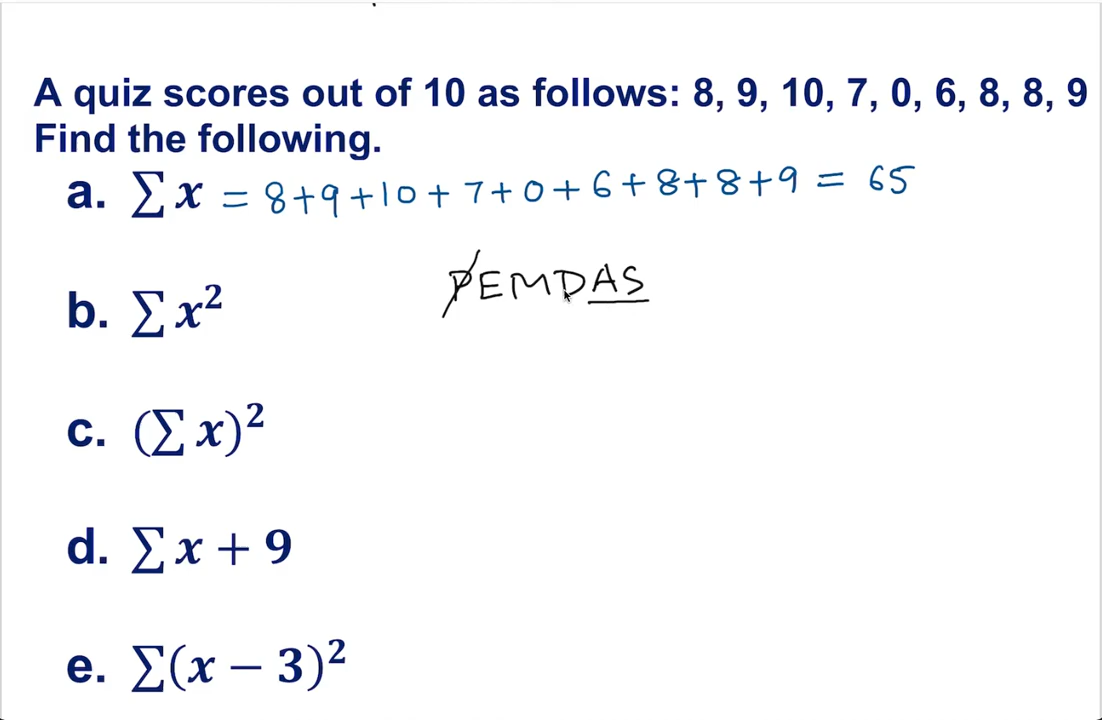 A quiz scores out of 10 as follows: 8, 9, 10, 7, 0, 6, 8, 8, 9
Find the following.
a. ∑ x = 8+9+10+7+0+6+8+8+9 = 65
PEMDAS
b. ∑ x²
c. (∑ x)²
d. ∑ x + 9
e. ∑(x − 3)²